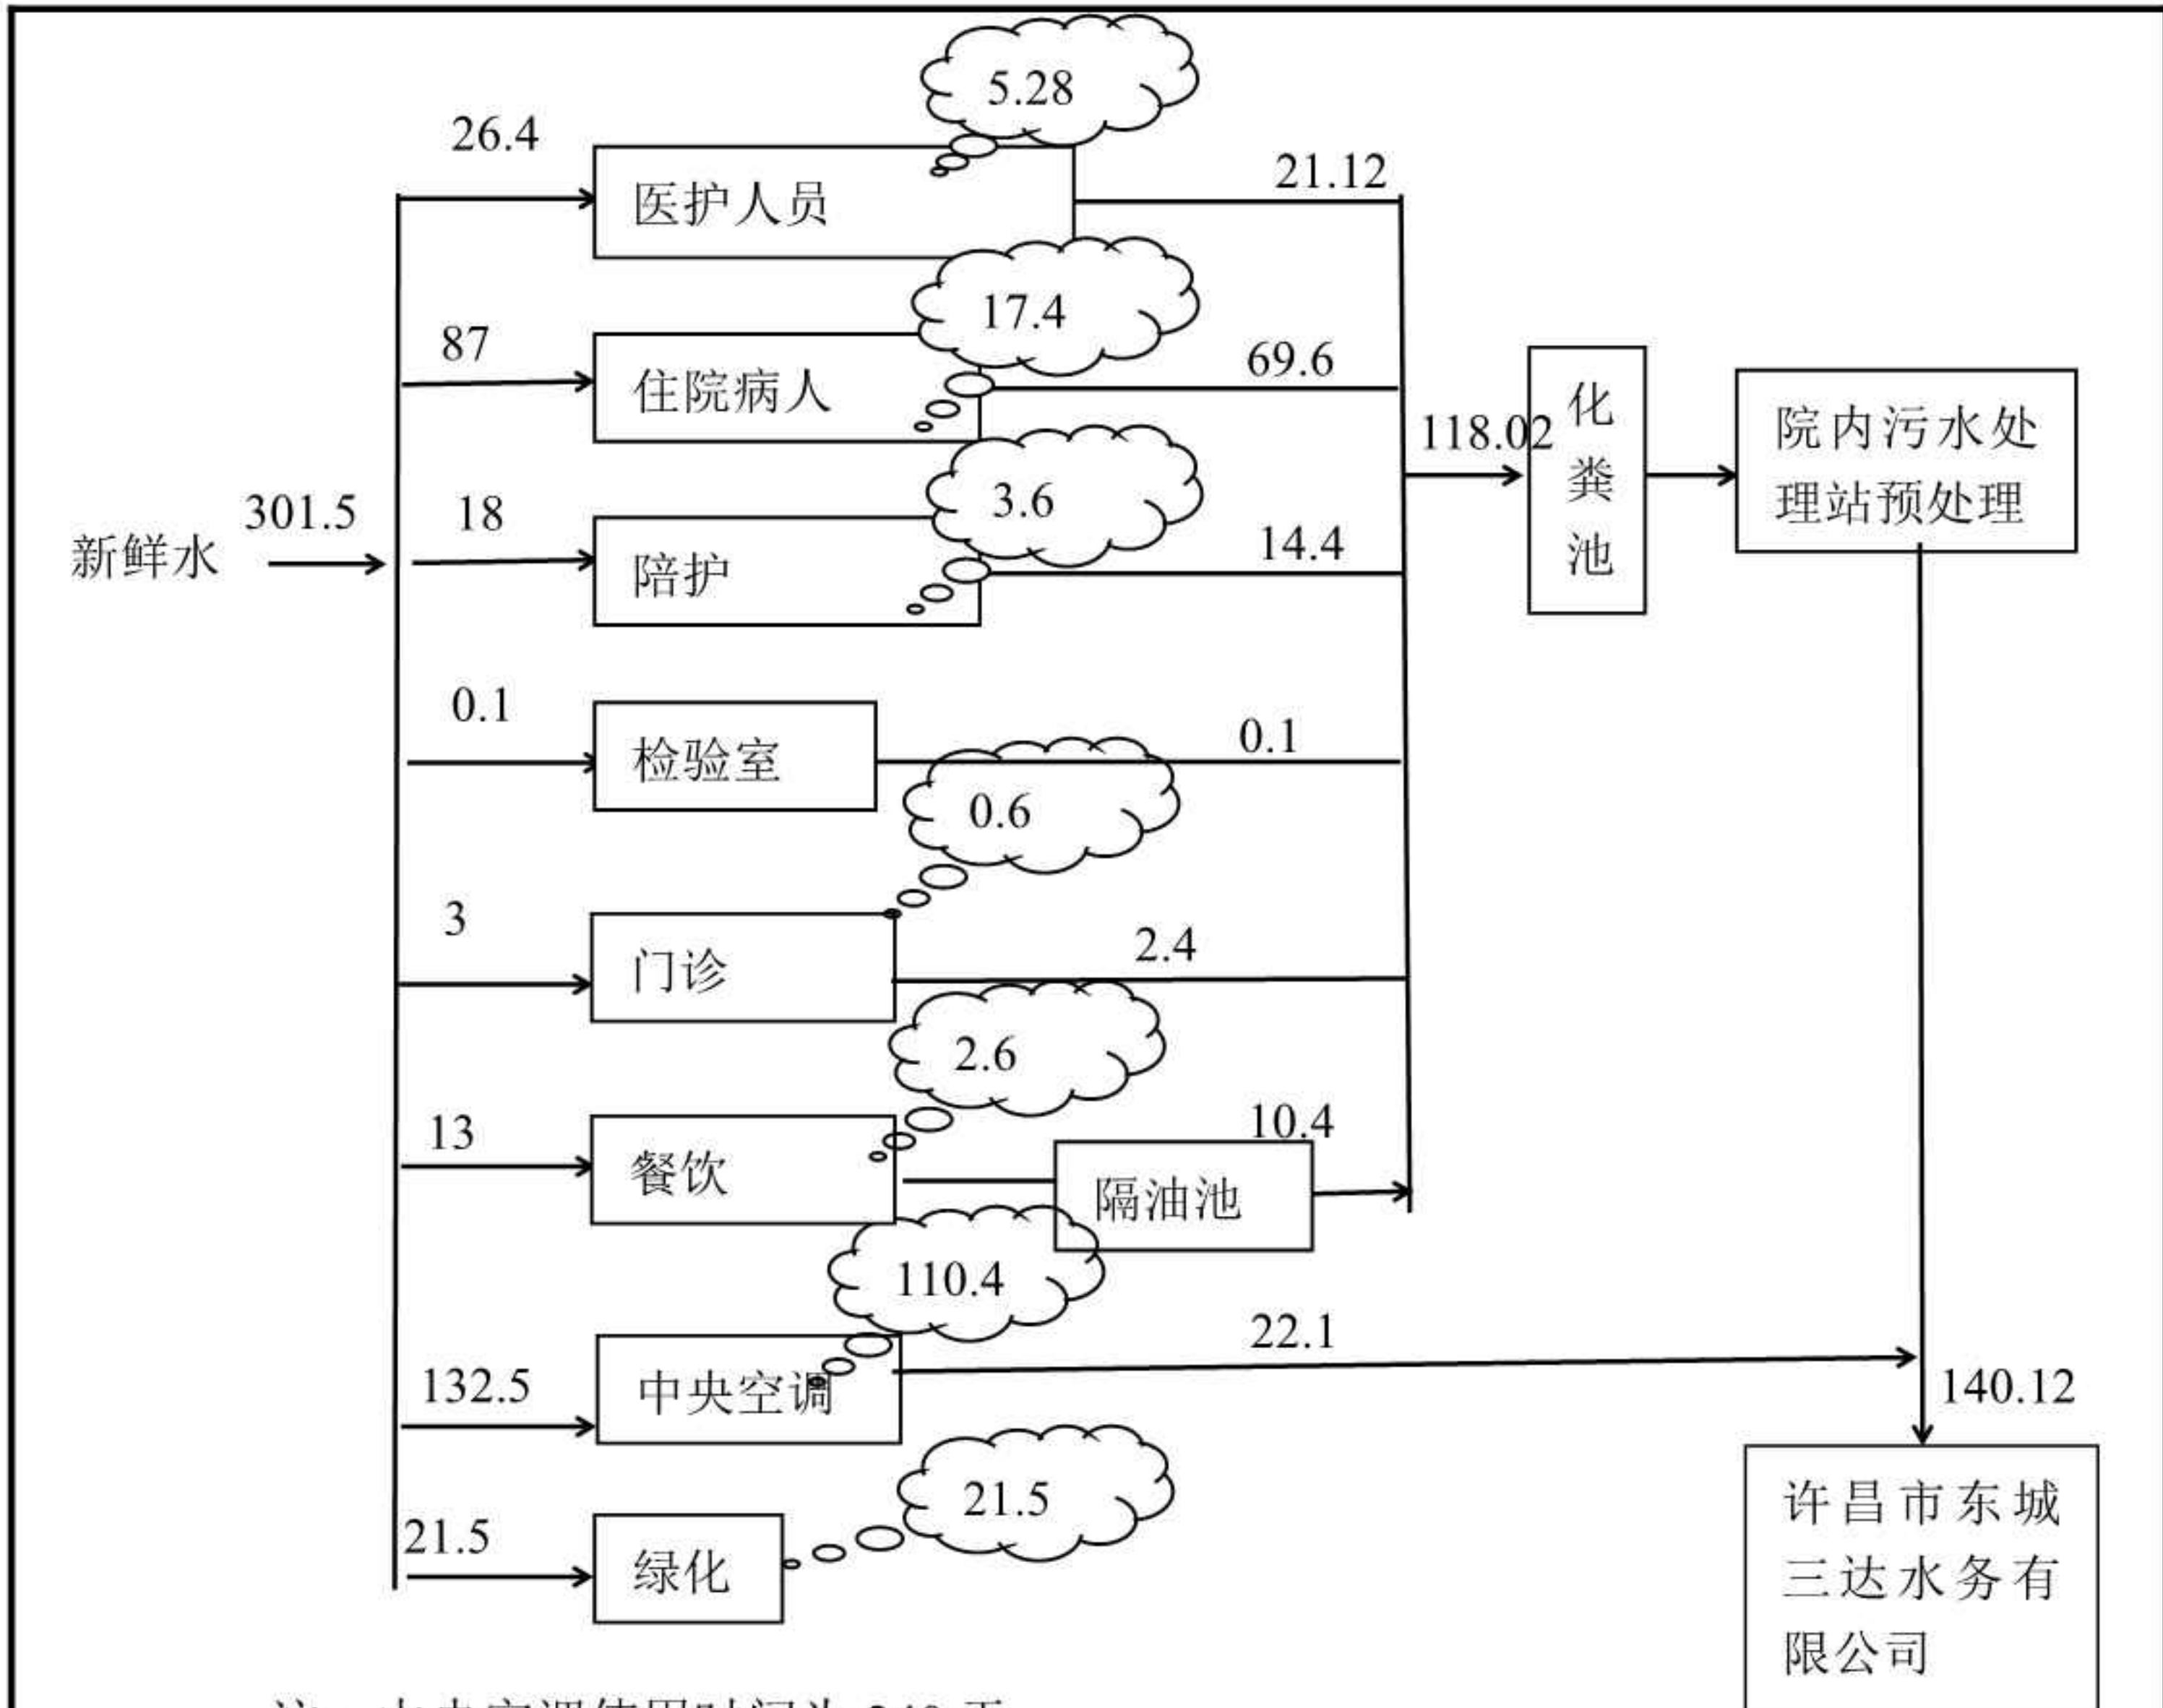 5.28
26.4
医护人员
21.12
17.4
87
住院病人
69.6
118.02
化
粪
池
院内污水处
理站预处理
3.6
新鲜水
301.5
18
陪护
14.4
0.1
检验室
0.1
0.6
3
门诊
2.4
2.6
13
餐饮
10.4
隔油池
110.4
132.5
中央空调
22.1
140.12
21.5
21.5
绿化
许昌市东城
三达水务有
限公司